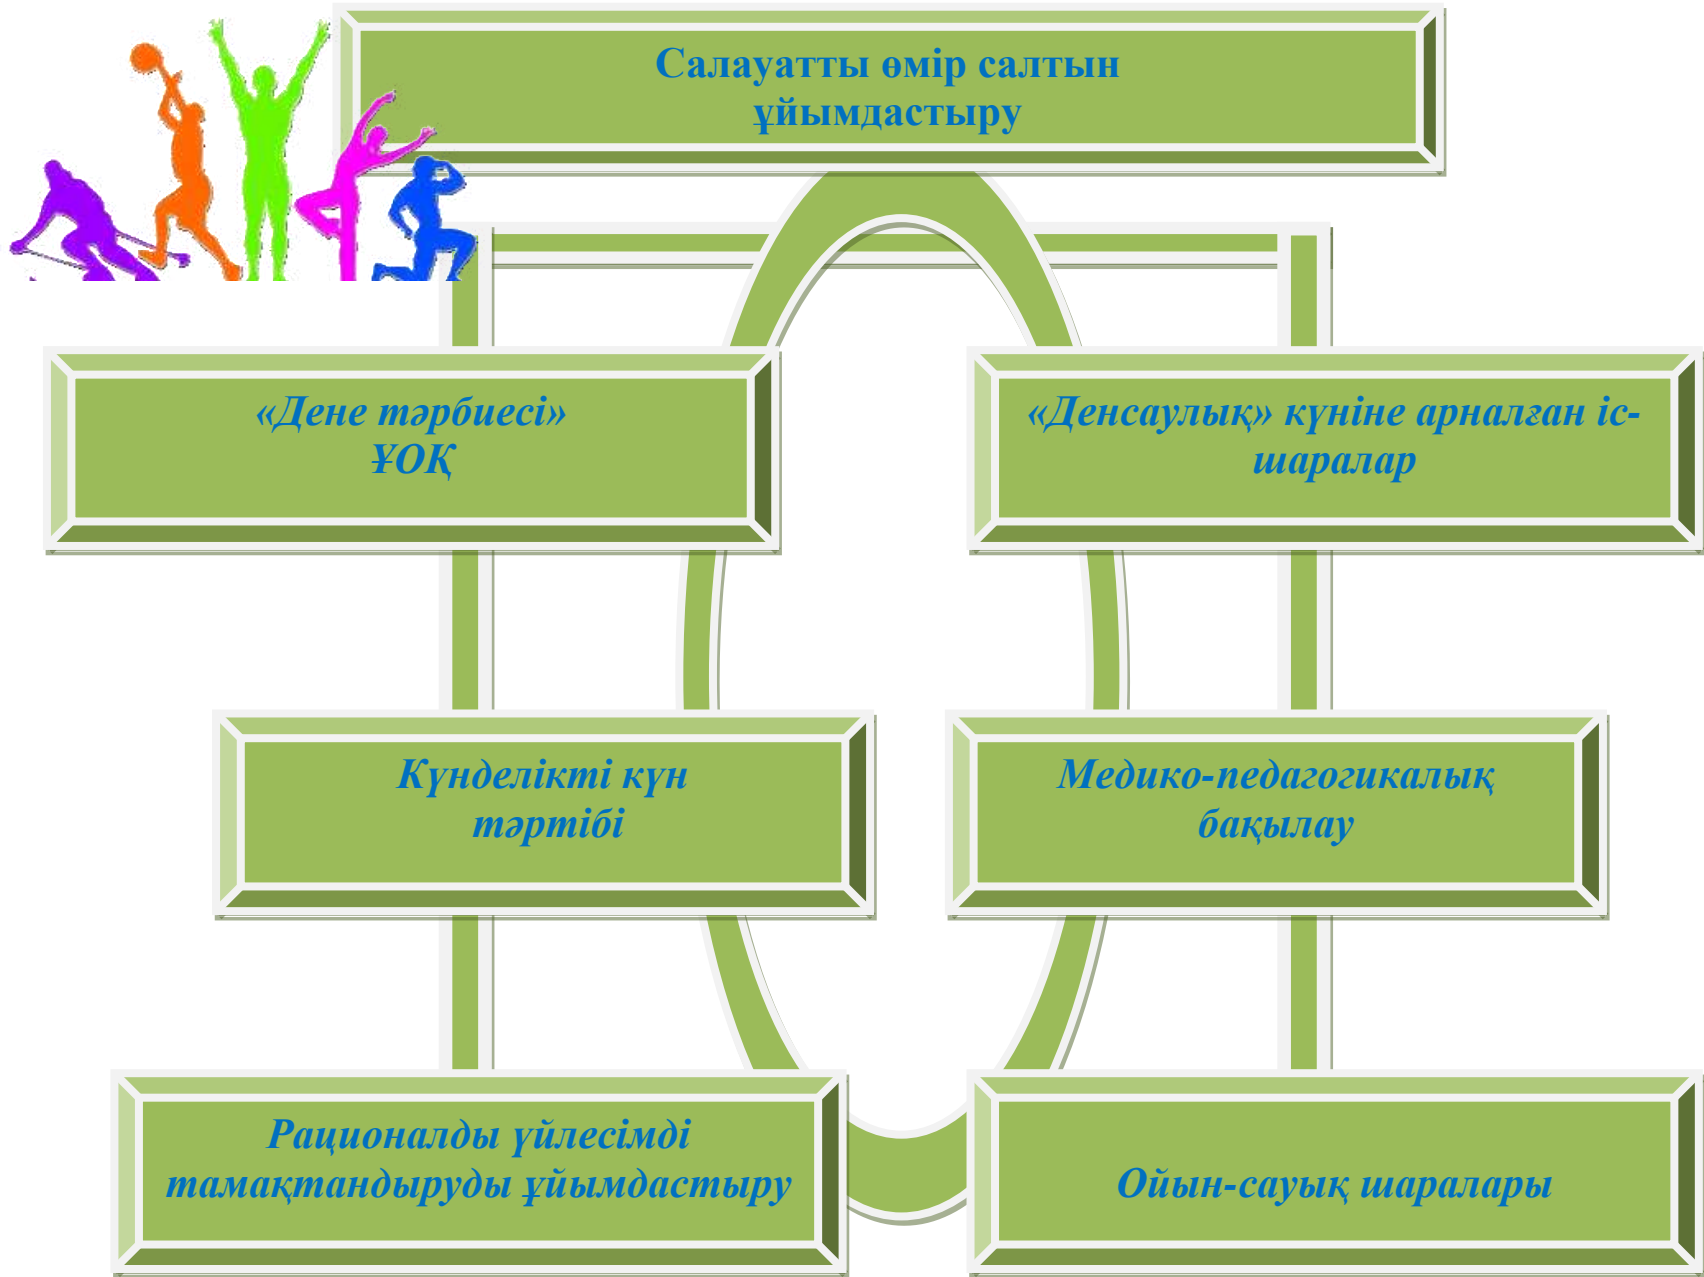 Салауатты өмір салтын
ұйымдастыру
«Дене тәрбиесі»
ҰОҚ
«Денсаулық» күніне арналған іс-
шаралар
Күнделікті күн
тәртібі
Медико-педагогикалық
бақылау
Рационалды үйлесімді
тамақтандыруды ұйымдастыру
Ойын-сауық шаралары